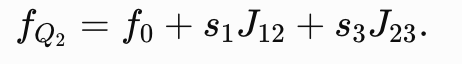 f_{Q_2} = f_0 + s_1 J_{12} + s_3 J_{23}.